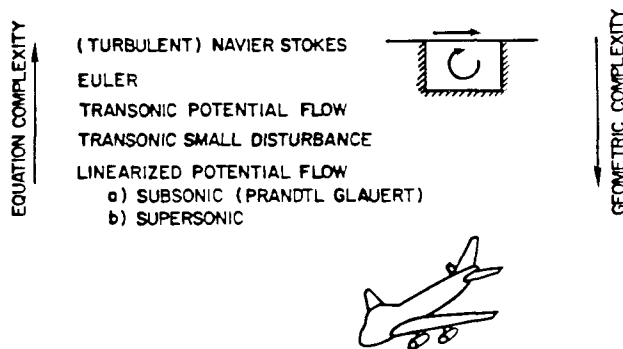 EQUATION COMPLEXITY
(TURBULENT) NAVIER STOKES
EULER
TRANSONIC POTENTIAL FLOW
TRANSONIC SMALL DISTURBANCE
LINEARIZED POTENTIAL FLOW
a) SUBSONIC (PRANDTL GLAUERT)
b) SUPERSONIC
GEOMETRIC COMPLEXITY